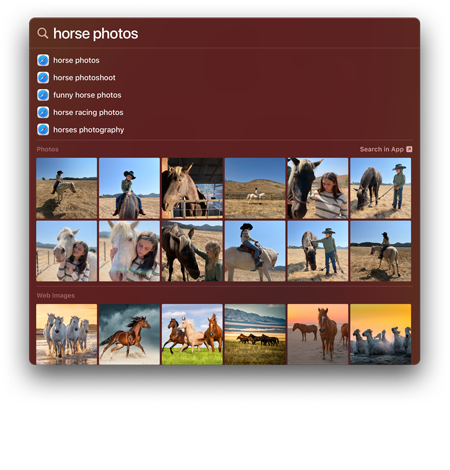 horse photos
horse photos
horse photoshoot
funny horse photos
horse racing photos
horses photography
Photos
Search in App
Web Images